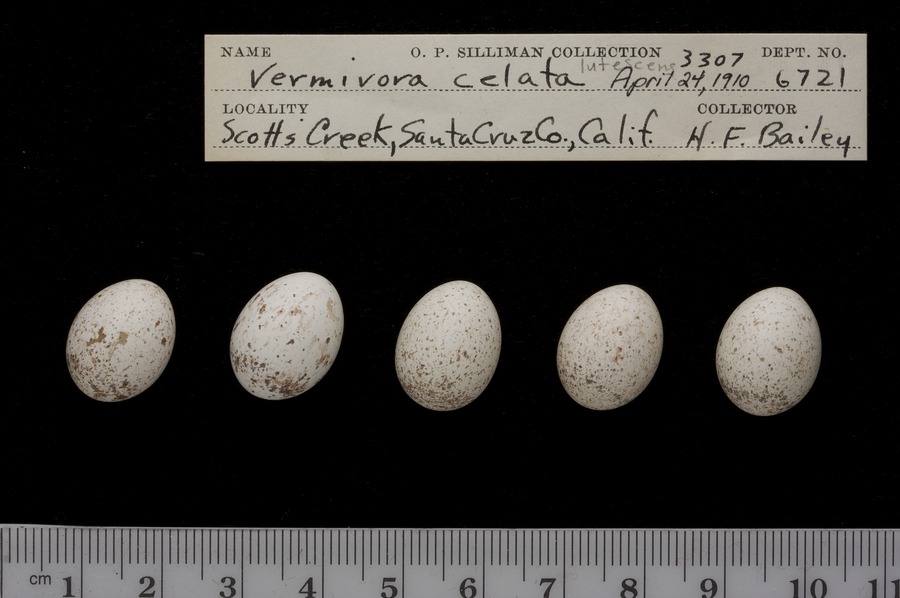 NAME O. P. SILLIMAN COLLECTION 3307 DEPT. NO.
Vermivora celata lutescens April 24, 1910 6721
LOCALITY COLLECTOR
Scotts Creek, Santa Cruz Co., Calif. H. F. Bailey
cm 1 2 3 4 5 6 7 8 9 10 11